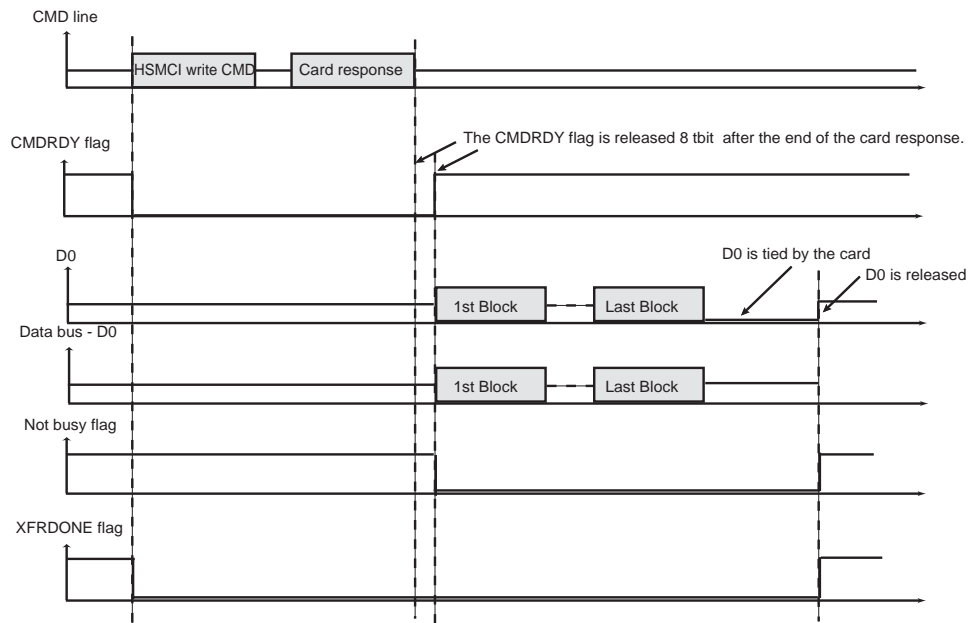 CMD line
HSMCI write CMD
Card response
CMDRDY flag
The CMDRDY flag is released 8 tbit after the end of the card response.
D0
D0 is tied by the card
D0 is released
1st Block
Last Block
Data bus - D0
1st Block
Last Block
Not busy flag
XFRDONE flag